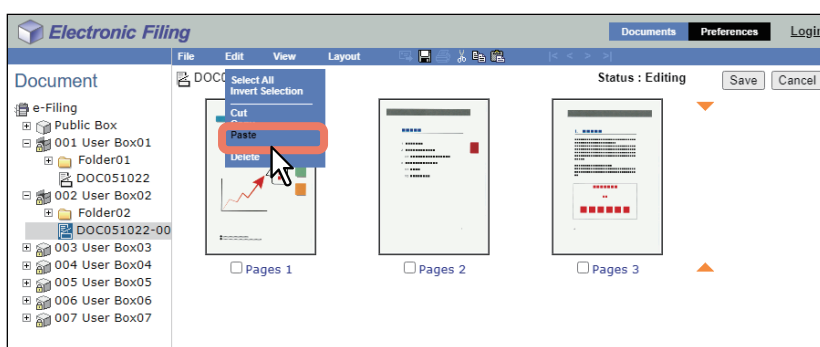 Electronic Filing
Documents Preferences Login
File Edit View Layout
Document
DOC
Status : Editing
Save Cancel
Select All
Invert Selection
Cut
Paste
Delete
e-Filing
Public Box
001 User Box01
Folder01
DOC051022
002 User Box02
Folder02
DOC051022-00
003 User Box03
004 User Box04
005 User Box05
006 User Box06
007 User Box07
Pages 1
Pages 2
Pages 3